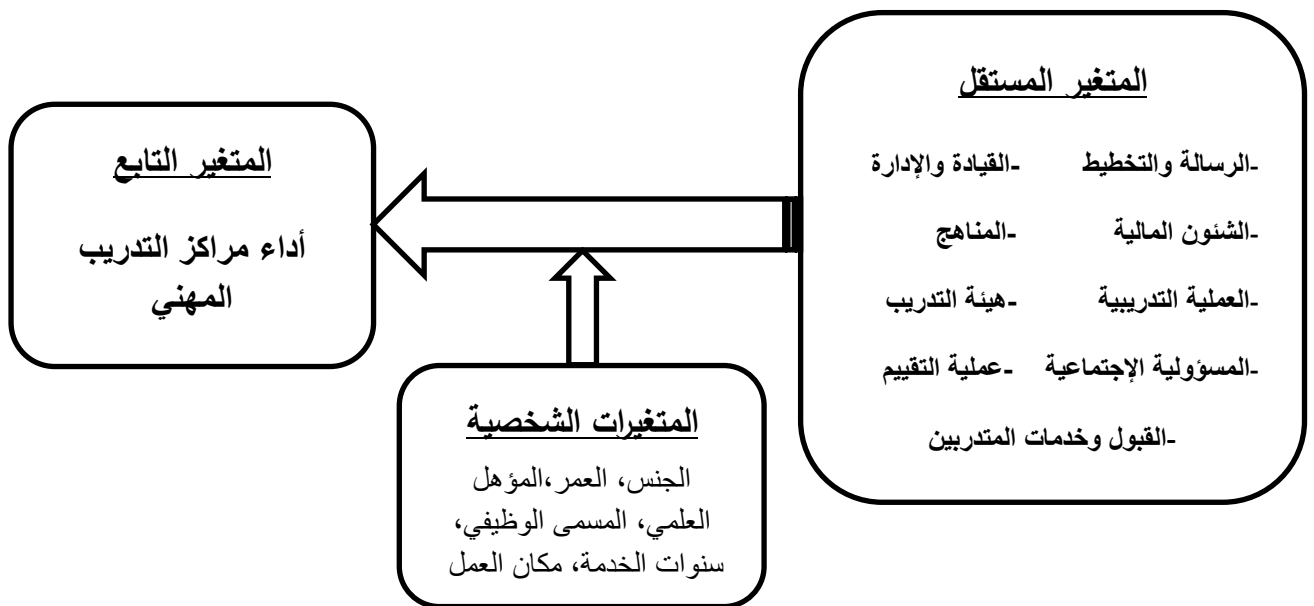 المتغير المستقل
-الرسالة والتخطيط -القيادة والإدارة
-الشئون المالية -المناهج
-العملية التدريبية -هيئة التدريب
-المسؤولية الإجتماعية -عملية التقييم
-القبول وخدمات المتدربين
المتغير التابع
أداء مراكز التدريب
المهني
المتغيرات الشخصية
الجنس، العمر،المؤهل
العلمي، المسمى الوظيفي،
سنوات الخدمة، مكان العمل